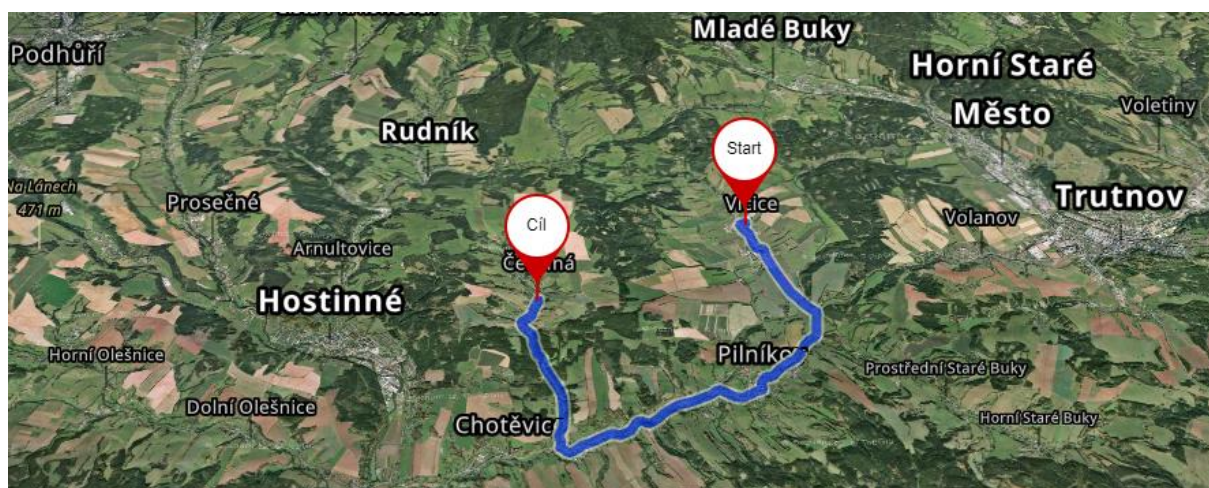 Podhůří
Mladé Buky
Horní Staré
Město
Voletiny
Rudník
Start
Na Lánech
471 m
Prosečné
Trutnov
Volanov
Cíl
Arnultovice
Hostinné
Pilníkov
Horní Olešnice
Prostřední Staré Buky
Dolní Olešnice
Chotěvic
Horní Staré Buky